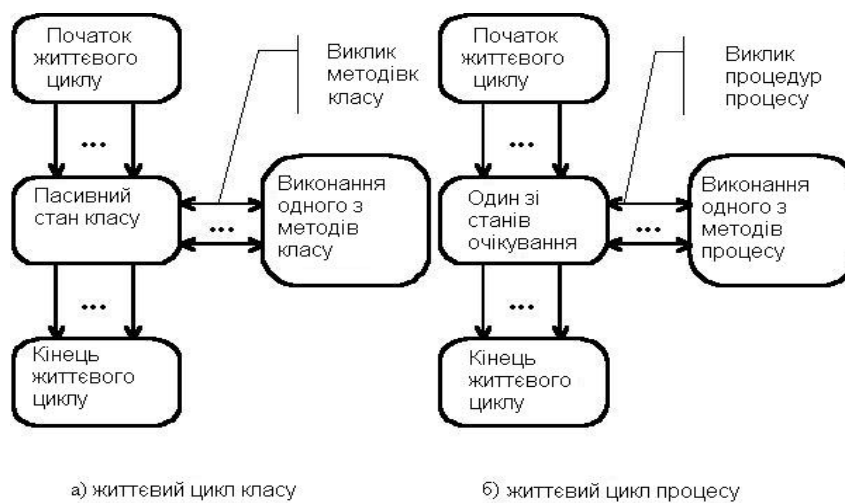 Початок
життєвого
циклу
Виклик
методівк
класу
...
Пасивний
стан класу
...
Виконання
одного з
методів
класу
...
Кінець
життєвого
циклу
а) життєвий цикл класу
Початок
життєвого
циклу
Виклик
процедур
процесу
...
Один зі
станів
очікування
...
Виконання
одного з
методів
процесу
...
Кінець
життєвого
циклу
б) життєвий цикл процесу